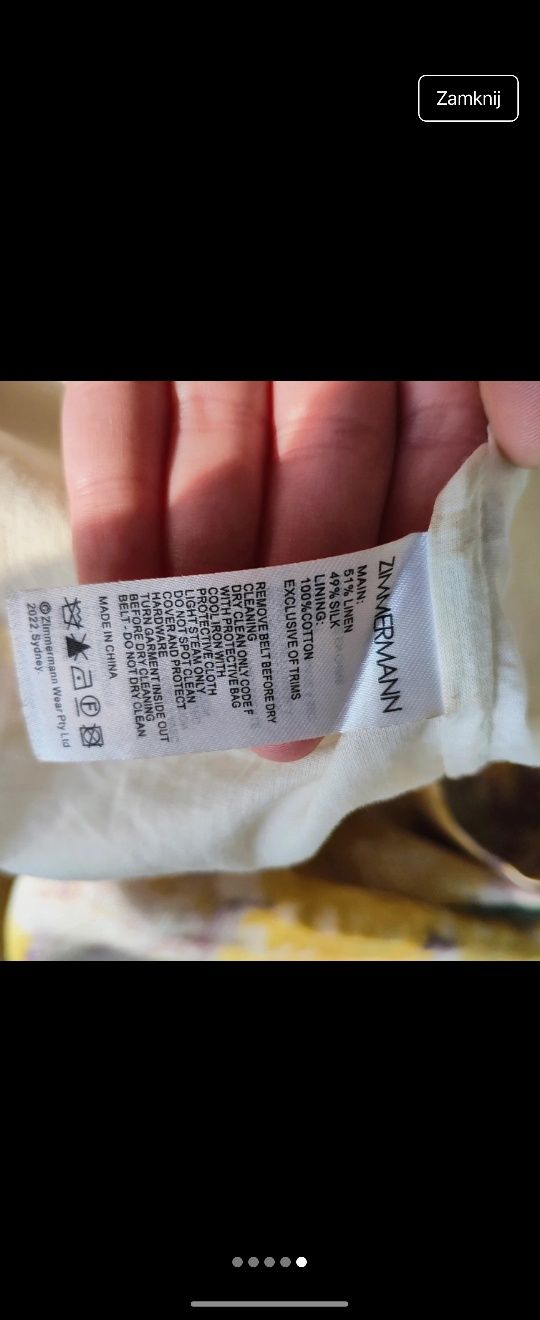 Zamknij
ZIMMERMANN
MAIN:
51% LINEN
49% SILK
LINING:
100%COTTON
EXCLUSIVE OF TRIMS
REMOVE BELT BEFORE DRY
CLEANING
DRY CLEAN ONLY CODE F
WITH PROTECTIVE BAG
COOL IRON WITH
PROTECTIVE CLOTH
LIGHT STEAM ONLY
DO NOT SPOT CLEAN
COVER AND PROTECT
HARDWARE
TURN GARMENT INSIDE OUT
BEFORE DRY CLEANING
BELT - DO NOT DRY CLEAN
MADE IN CHINA
F
©Zimmermann Wear Pty Ltd
2022 Sydney.